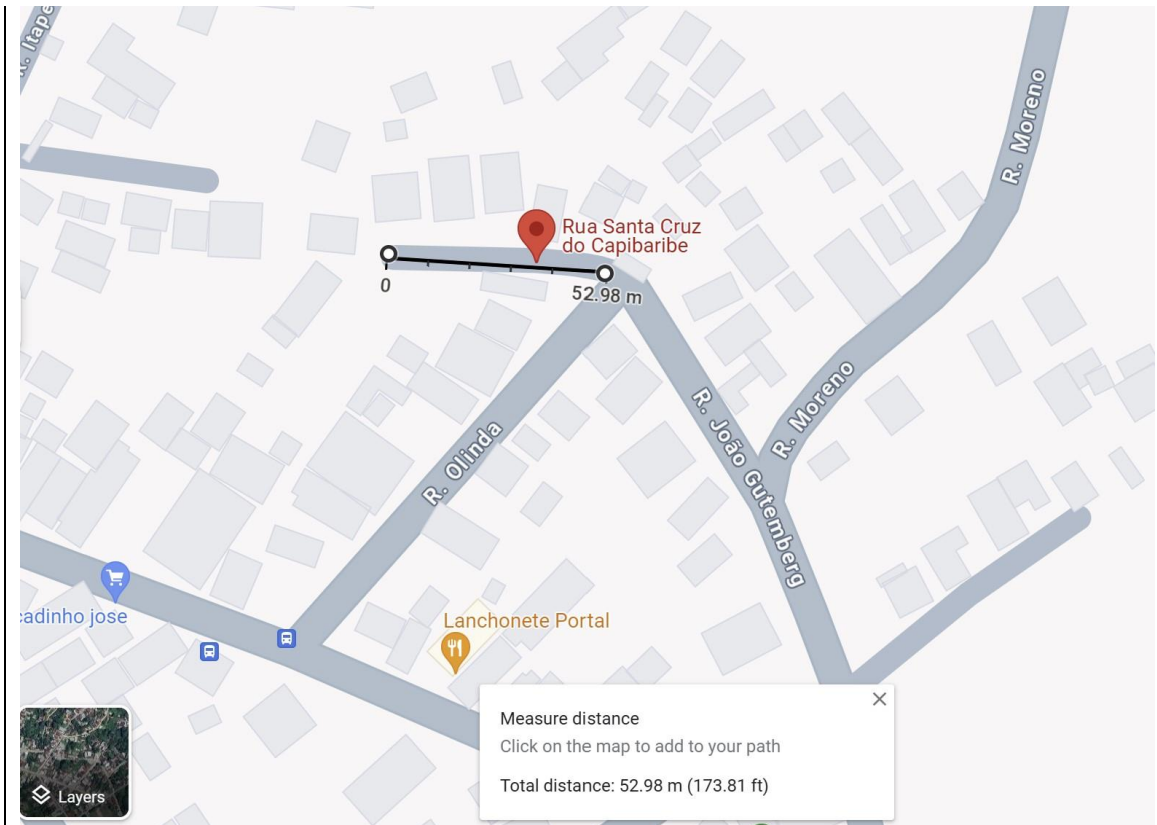 R. Itape
R. Moreno
Rua Santa Cruz
do Capibaribe
0
52.98 m
R. Moreno
R. Olinda
R. João Gutemberg
cadinho jose
Lanchonete Portal
Measure distance
Click on the map to add to your path
Total distance: 52.98 m (173.81 ft)
Layers